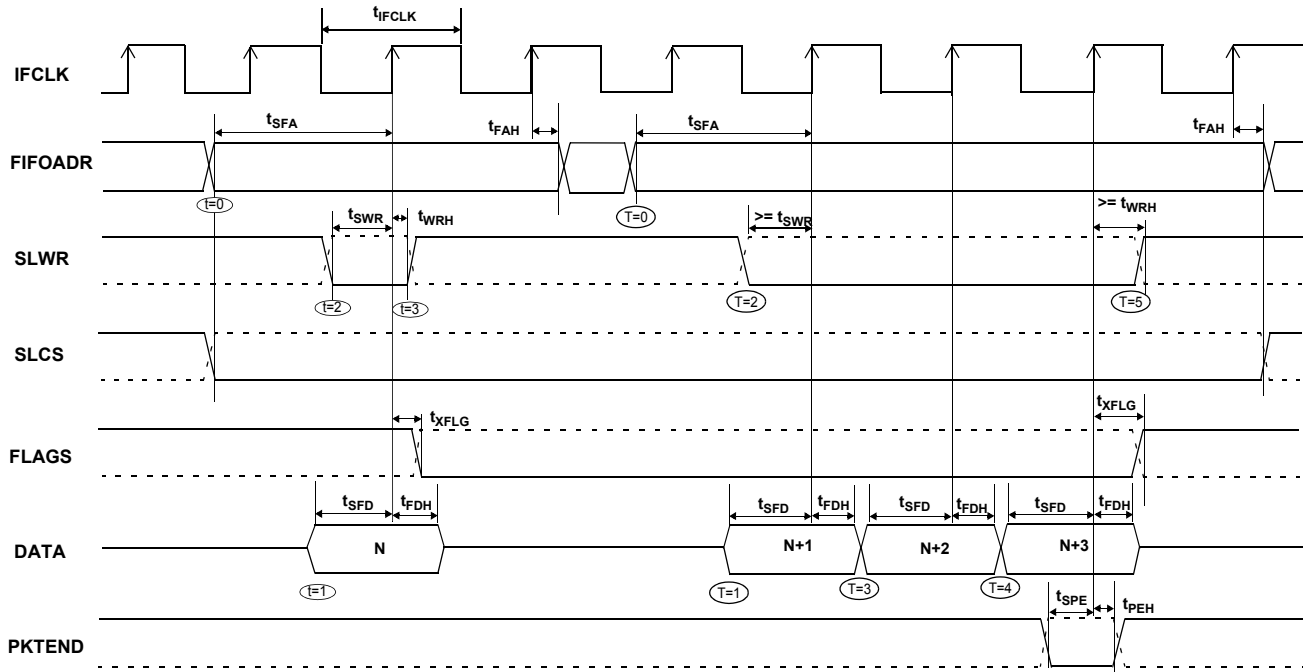 tIFCLK
IFCLK
tSFA
tFAH
tSFA
tFAH
FIFOADR
t=0
T=0
tSWR
tWRH
>= tSWR
>= tWRH
SLWR
t=2
t=3
T=2
T=5
SLCS
tXFLG
tXFLG
FLAGS
tSFD
tFDH
tSFD
tFDH
tSFD
tFDH
tSFD
tFDH
DATA
N
N+1
N+2
N+3
t=1
T=1
T=3
T=4
tSPE
tPEH
PKTEND